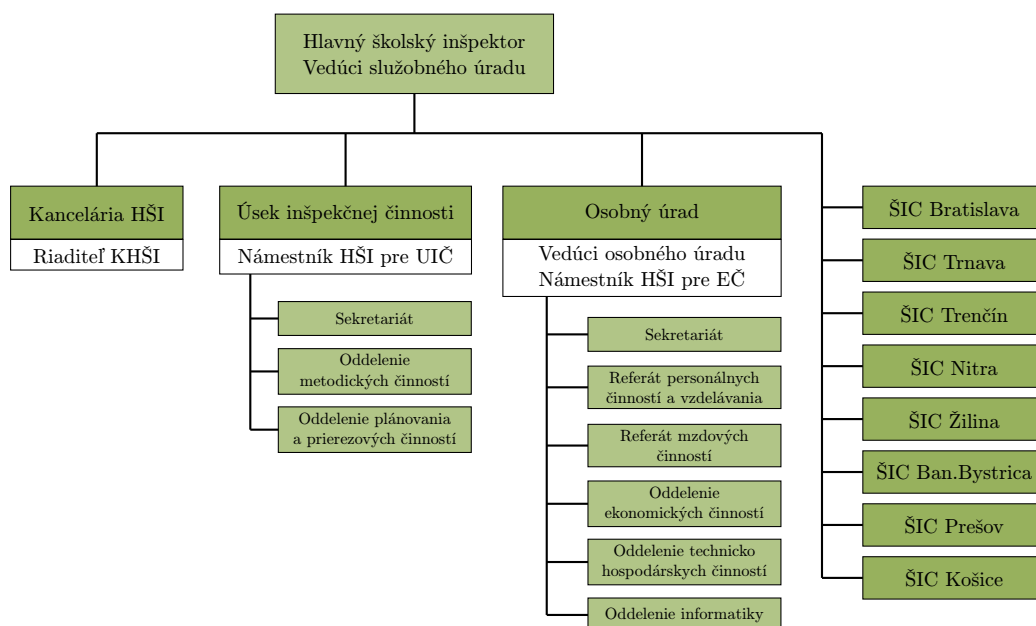 Hlavný školský inšpektor
Vedúci služobného úradu
Kancelária HŠI
Riaditeľ KHŠI
Úsek inšpekčnej činnosti
Námestník HŠI pre UIČ
Sekretariát
Oddelenie
metodických činností
Oddelenie plánovania
a prierezových činností
Osobný úrad
Vedúci osobného úradu
Námestník HŠI pre EČ
Sekretariát
Referát personálnych
činností a vzdelávania
Referát mzdových
činností
Oddelenie
ekonomických činností
Oddelenie technicko
hospodárskych činností
Oddelenie informatiky
ŠIC Bratislava
ŠIC Trnava
ŠIC Trenčín
ŠIC Nitra
ŠIC Žilina
ŠIC Ban.Bystrica
ŠIC Prešov
ŠIC Košice